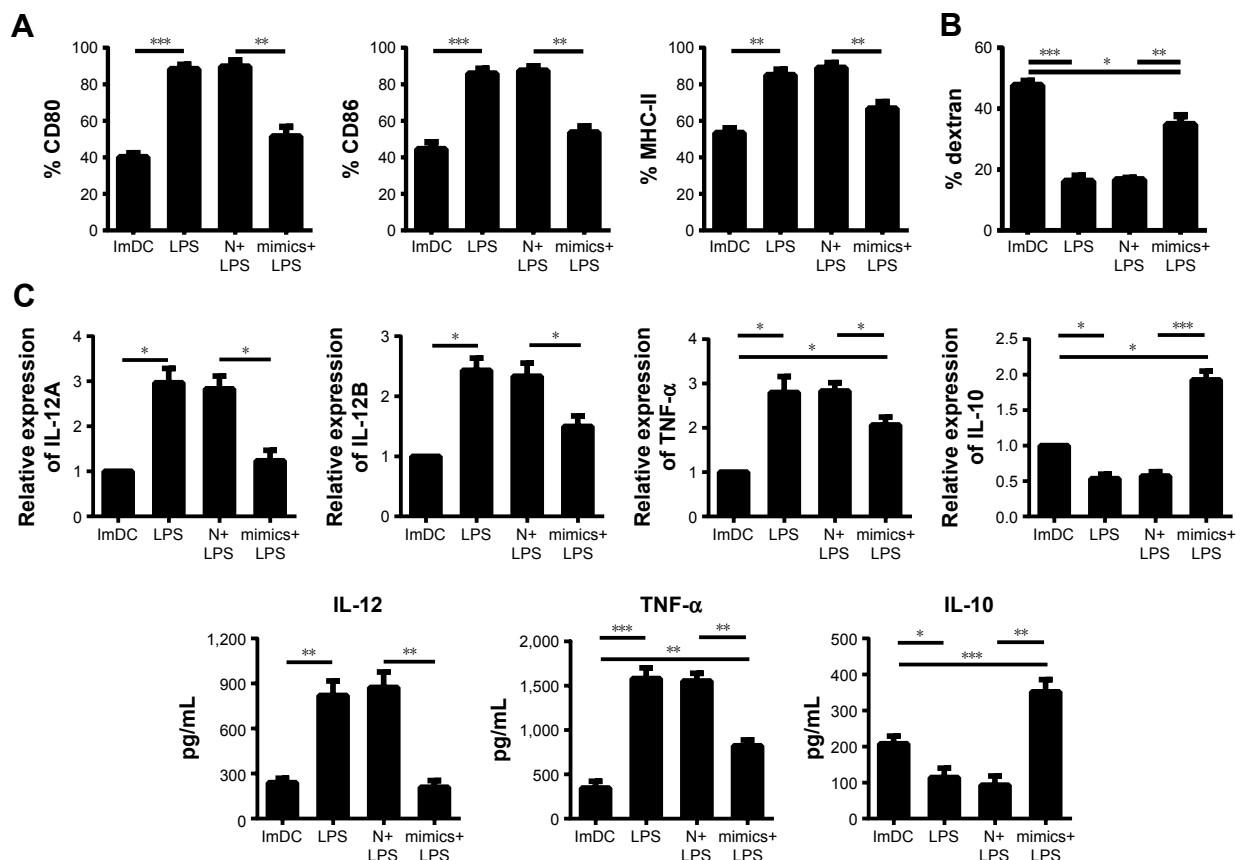 A
B
*** **
*** **
** **
*** **
*
% CD80
100
80
60
40
20
0
ImDC LPS N+ mimics+
LPS LPS
% CD86
100
80
60
40
20
0
ImDC LPS N+ mimics+
LPS LPS
% MHC-II
100
80
60
40
20
0
ImDC LPS N+ mimics+
LPS LPS
% dextran
60
40
20
0
ImDC LPS N+ mimics+
LPS LPS
C
Relative expression
of IL-12A
4
3
2
1
0
* *
ImDC LPS N+ mimics+
LPS LPS
Relative expression
of IL-12B
3
2
1
0
* *
ImDC LPS N+ mimics+
LPS LPS
Relative expression
of TNF-α
4
3
2
1
0
* *
*
ImDC LPS N+ mimics+
LPS LPS
Relative expression
of IL-10
2.5
2.0
1.5
1.0
0.5
0.0
* ***
*
ImDC LPS N+ mimics+
LPS LPS
IL-12
pg/mL
1,200
900
600
300
0
** **
ImDC LPS N+ mimics+
LPS LPS
TNF-α
pg/mL
2,000
1,500
1,000
500
0
*** **
**
ImDC LPS N+ mimics+
LPS LPS
IL-10
pg/mL
500
400
300
200
100
0
* **
***
ImDC LPS N+ mimics+
LPS LPS